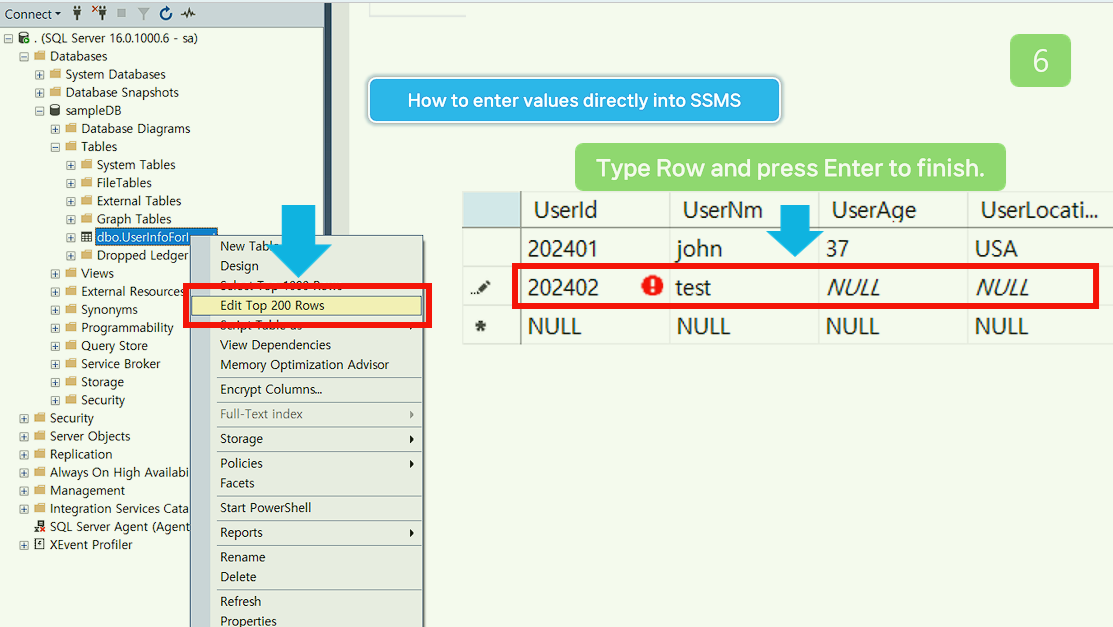 Connect
. (SQL Server 16.0.1000.6 - sa)
Databases
System Databases
Database Snapshots
sampleDB
Database Diagrams
Tables
System Tables
FileTables
External Tables
Graph Tables
dbo.UserInfoForI
Dropped Ledger
Views
External Resources
Synonyms
Programmability
Query Store
Service Broker
Storage
Security
Security
Server Objects
Replication
Always On High Availabi
Management
Integration Services Cata
SQL Server Agent (Agent
XEvent Profiler
New Table
Design
Select Top 1000 Rows
Edit Top 200 Rows
Script Table as
View Dependencies
Memory Optimization Advisor
Encrypt Columns...
Full-Text index
Storage
Policies
Facets
Start PowerShell
Reports
Rename
Delete
Refresh
Properties
6
How to enter values directly into SSMS
Type Row and press Enter to finish.
UserId UserNm UserAge UserLocati...
202401 john 37 USA
202402 test NULL NULL
NULL NULL NULL NULL